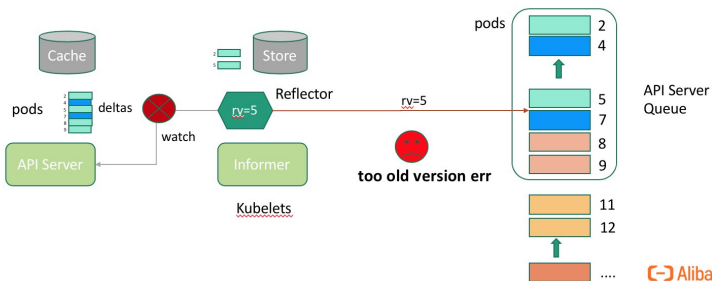 pods
2
4
Cache
Store
2
5
Reflector
API Server
Queue
pods
2
4
5
7
8
9
deltas
rv=5
rv=5
5
7
8
9
watch
API Server
Informer
too old version err
Kubelets
11
12
....
Aliba